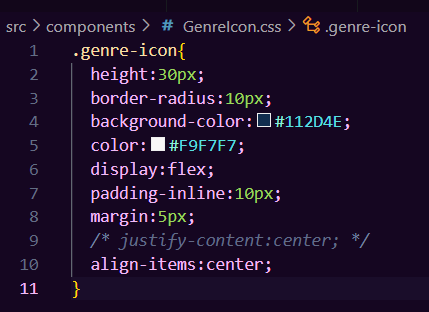 src > components > # GenreIcon.css > .genre-icon
1 .genre-icon{
2 height:30px;
3 border-radius:10px;
4 background-color:#112D4E;
5 color:#F9F7F7;
6 display:flex;
7 padding-inline:10px;
8 margin:5px;
9 /* justify-content:center; */
10 align-items:center;
11 }